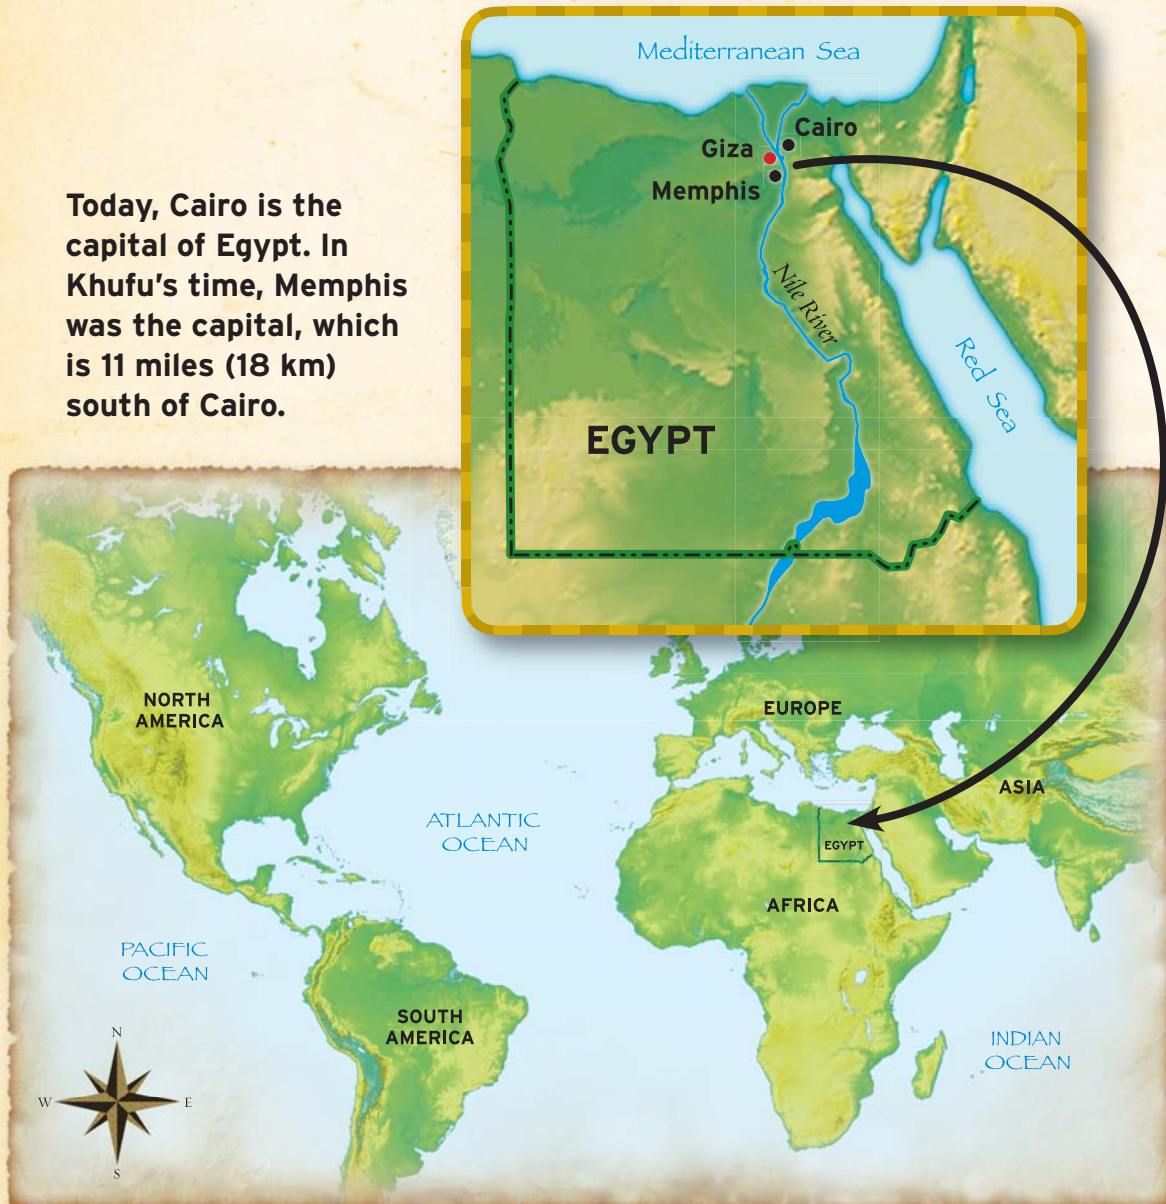 Mediterranean Sea
Cairo
Giza
Memphis
Nile River
Red Sea
EGYPT
Today, Cairo is the
capital of Egypt. In
Khufu's time, Memphis
was the capital, which
is 11 miles (18 km)
south of Cairo.
NORTH
AMERICA
EUROPE
ASIA
ATLANTIC
OCEAN
EGYPT
AFRICA
PACIFIC
OCEAN
SOUTH
AMERICA
INDIAN
OCEAN
N
W
E
S